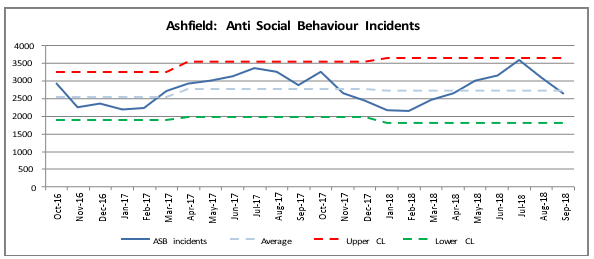 Ashfield: Anti Social Behaviour Incidents
4000
3500
3000
2500
2000
1500
1000
500
0
Oct-16
Nov-16
Dec-16
Jan-17
Feb-17
Mar-17
Apr-17
May-17
Jun-17
Jul-17
Aug-17
Sep-17
Oct-17
Nov-17
Dec-17
Jan-18
Feb-18
Mar-18
Apr-18
May-18
Jun-18
Jul-18
Aug-18
Sep-18
ASB incidents Average Upper CL Lower CL